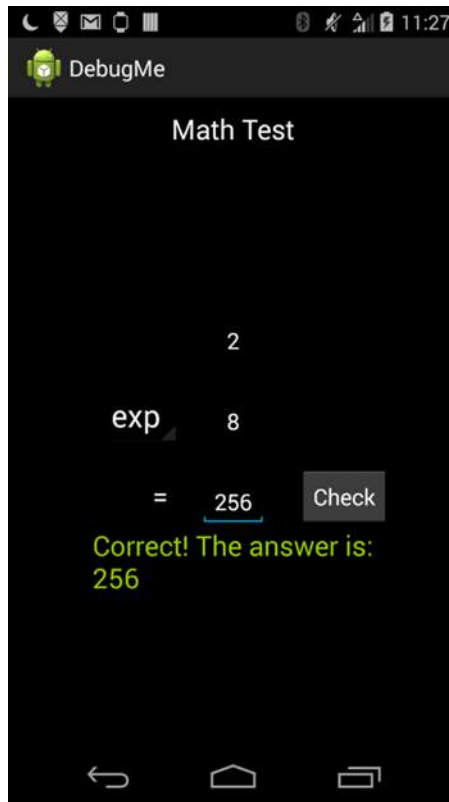 11:27
DebugMe
Math Test
2
exp 8
= 256 Check
Correct! The answer is:
256